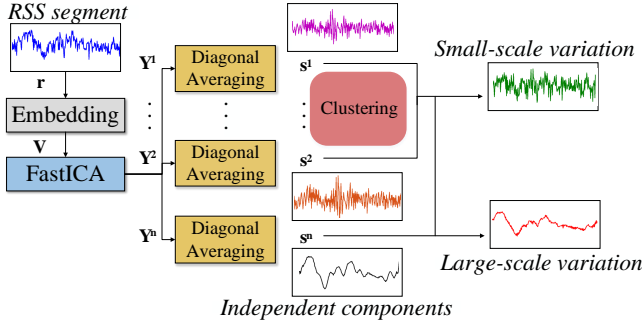 RSS segment
r
Embedding
V
FastICA
Y¹
Diagonal
Averaging
s¹
Clustering
Y²
Diagonal
Averaging
s²
Yⁿ
Diagonal
Averaging
sⁿ
Independent components
Small-scale variation
Large-scale variation